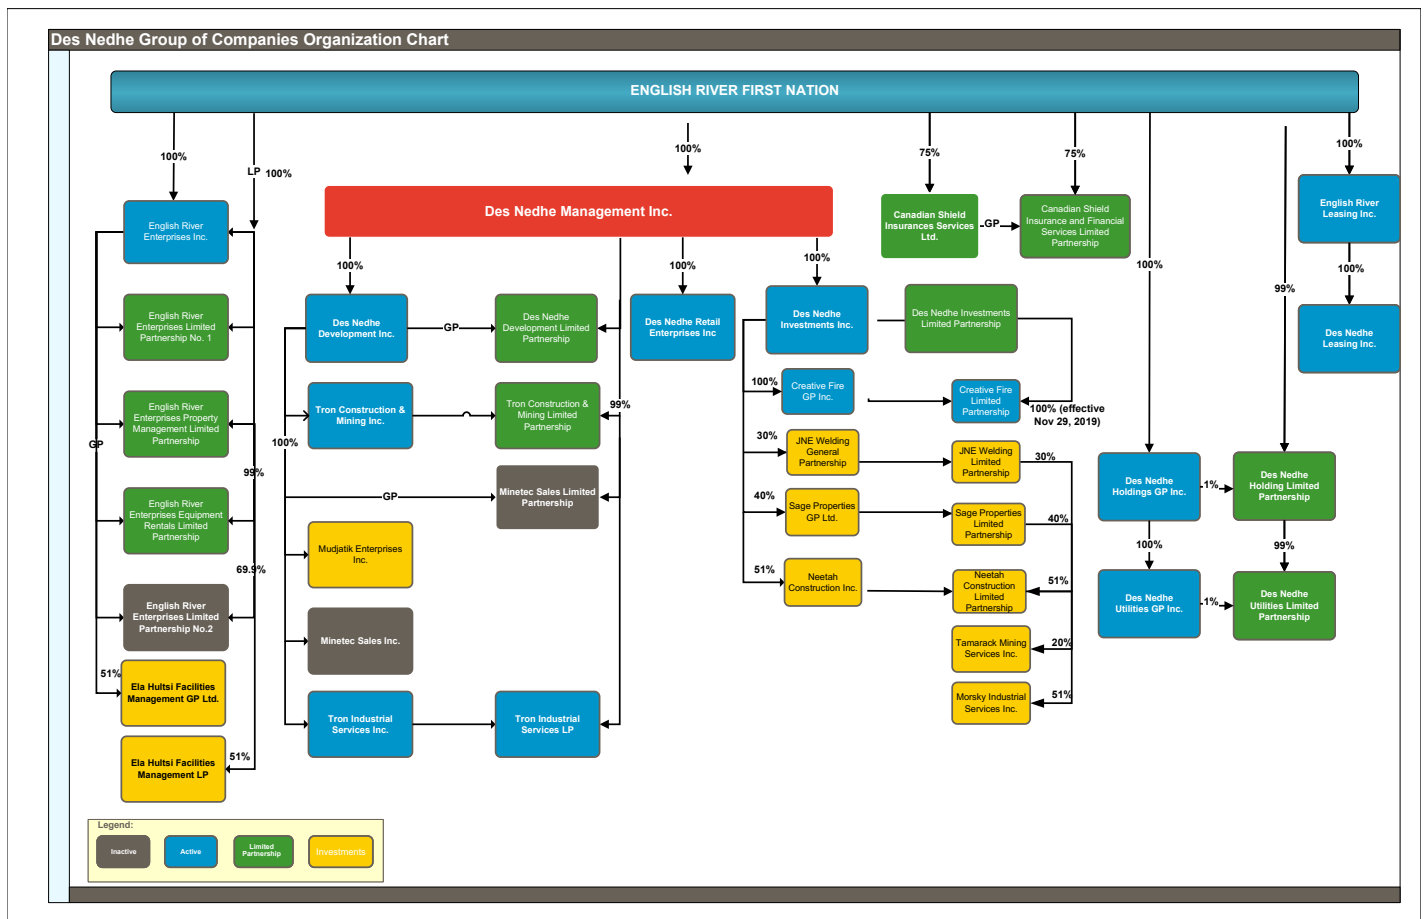 Des Nedhe Group of Companies Organization Chart
ENGLISH RIVER FIRST NATION
100%
LP 100%
100%
75%
75%
100%
99%
100%
English River
Enterprises Inc.
Des Nedhe Management Inc.
Canadian Shield
Insurances Services
Ltd.
GP
Canadian Shield
Insurance and Financial
Services Limited
Partnership
English River
Leasing Inc.
100%
Des Nedhe
Leasing Inc.
100%
100%
100%
English River
Enterprises Limited
Partnership No. 1
English River
Enterprises Property
Management Limited
Partnership
GP
99%
English River
Enterprises Equipment
Rentals Limited
Partnership
69.9%
English River
Enterprises Limited
Partnership No.2
51%
Ela Hultsi Facilities
Management GP Ltd.
51%
Ela Hultsi Facilities
Management LP
Des Nedhe
Development Inc.
GP
Des Nedhe
Development Limited
Partnership
Tron Construction &
Mining Inc.
Tron Construction &
Mining Limited
Partnership
99%
100%
GP
Minetec Sales Limited
Partnership
Mudjatik Enterprises
Inc.
Minetec Sales Inc.
Tron Industrial
Services Inc.
Tron Industrial
Services LP
Des Nedhe Retail
Enterprises Inc
Des Nedhe
Investments Inc.
Des Nedhe Investments
Limited Partnership
100%
Creative Fire
GP Inc.
Creative Fire
Limited
Partnership
100% (effective
Nov 29, 2019)
30%
JNE Welding
General
Partnership
JNE Welding
Limited
Partnership
30%
40%
Sage Properties
GP Ltd.
Sage Properties
Limited
Partnership
40%
51%
Neetah
Construction Inc.
Neetah
Construction
Limited
Partnership
51%
Tamarack Mining
Services Inc.
20%
Morsky Industrial
Services Inc.
51%
Des Nedhe
Holdings GP Inc.
1%
Des Nedhe
Holding Limited
Partnership
100%
99%
Des Nedhe
Utilities GP Inc.
1%
Des Nedhe
Utilities Limited
Partnership
Legend:
Inactive
Active
Limited
Partnership
Investments